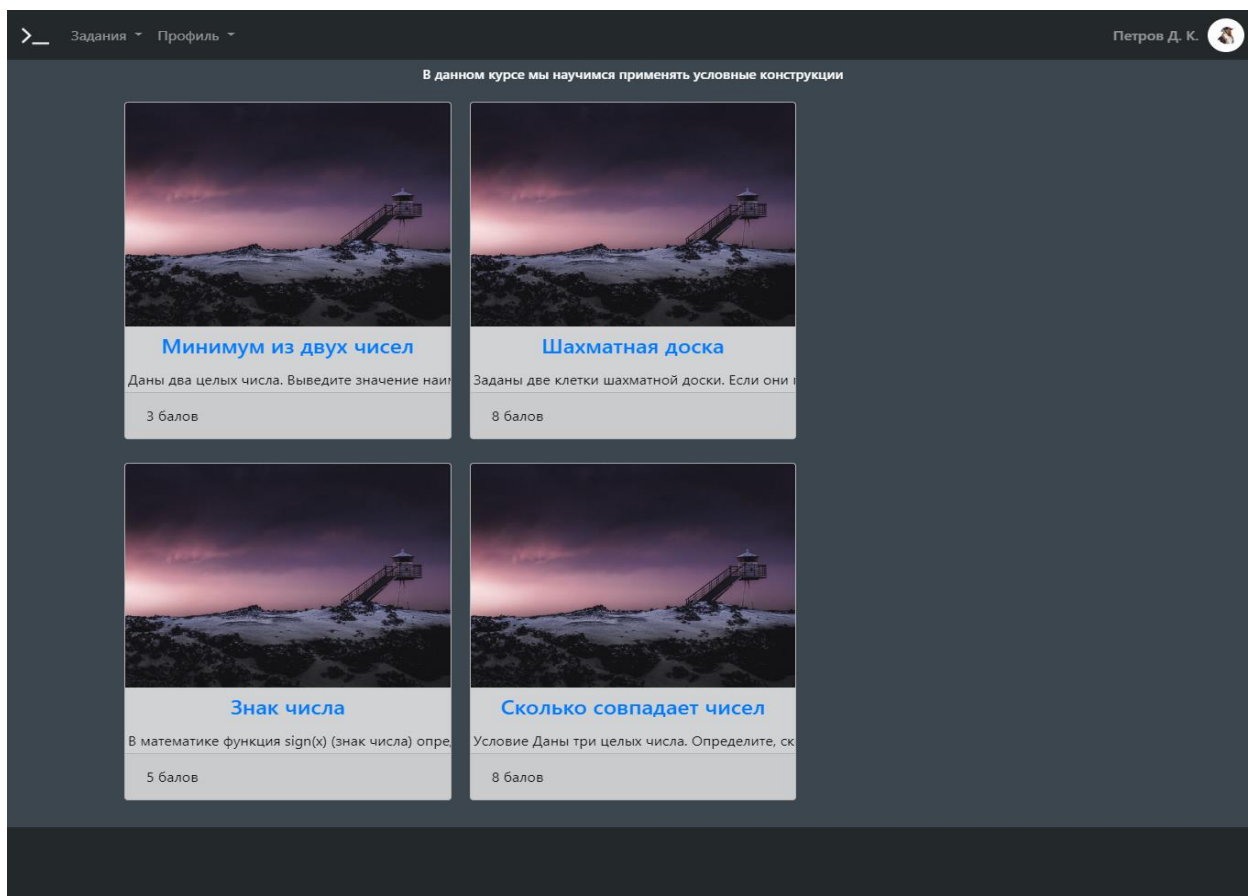 >_ Задания Профиль Петров Д. К.
В данном курсе мы научимся применять условные конструкции
Минимум из двух чисел
Даны два целых числа. Выведите значение
3 балов
Шахматная доска
Заданы две клетки шахматной доски. Если они
8 балов
Знак числа
В математике функция sign(x) (знак числа) опре
5 балов
Сколько совпадает чисел
Условие Даны три целых числа. Определите, ск
8 балов